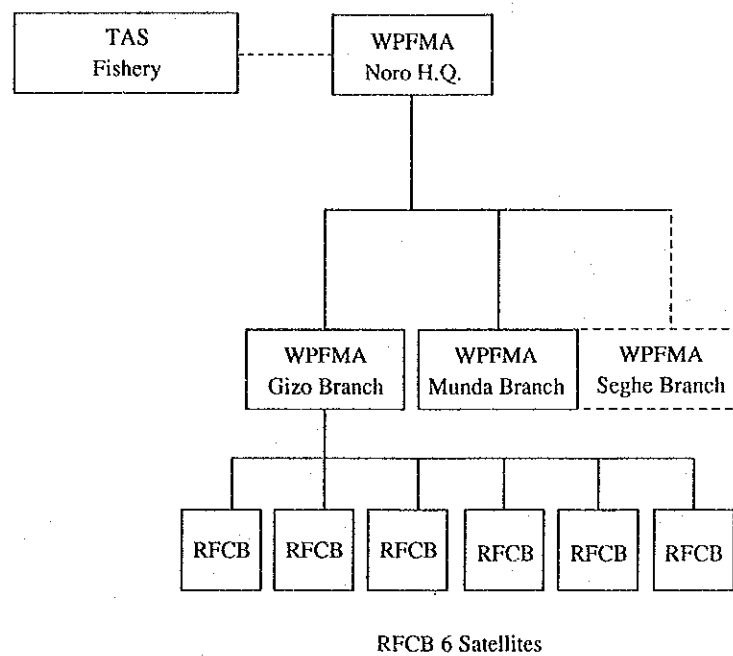 TAS
Fishery
WPFMA
Noro H.Q.
WPFMA
Gizo Branch
WPFMA
Munda Branch
WPFMA
Seghe Branch
RFCB
RFCB
RFCB
RFCB
RFCB
RFCB
RFCB 6 Satellites